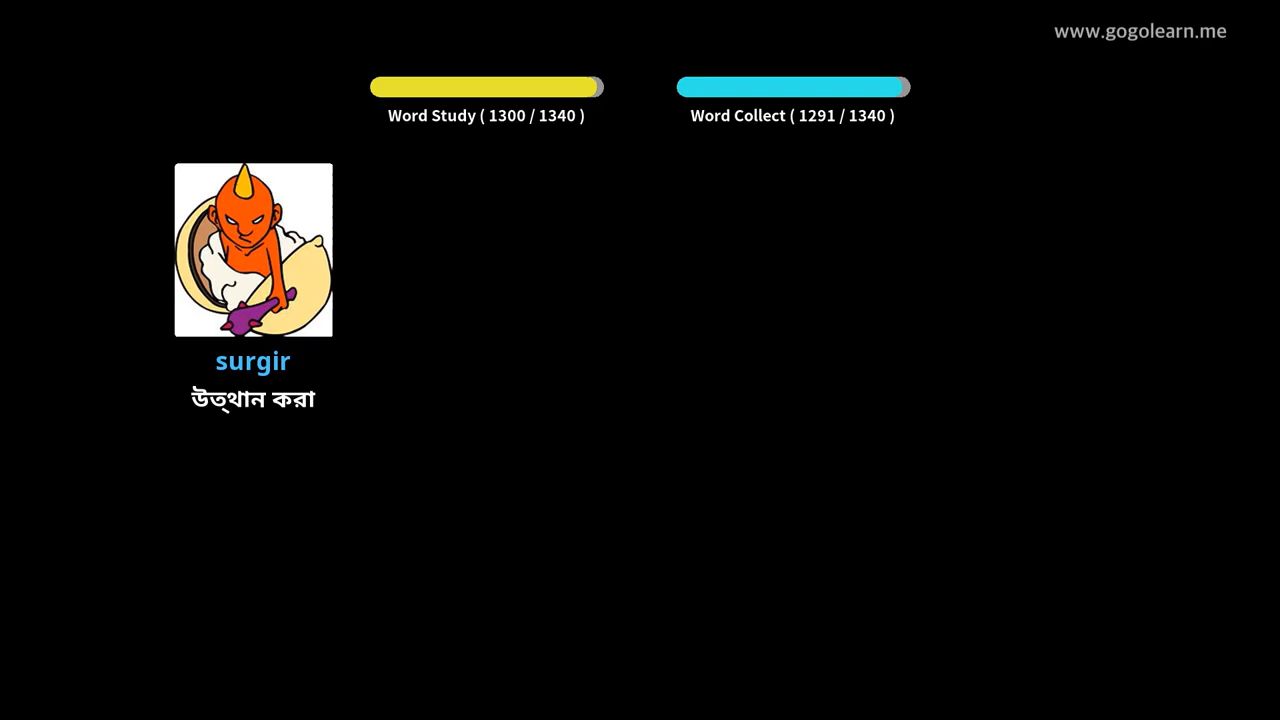 www.gogolearn.me
Word Study ( 1300 / 1340 )
Word Collect ( 1291 / 1340 )
surgir
উত্থান করা